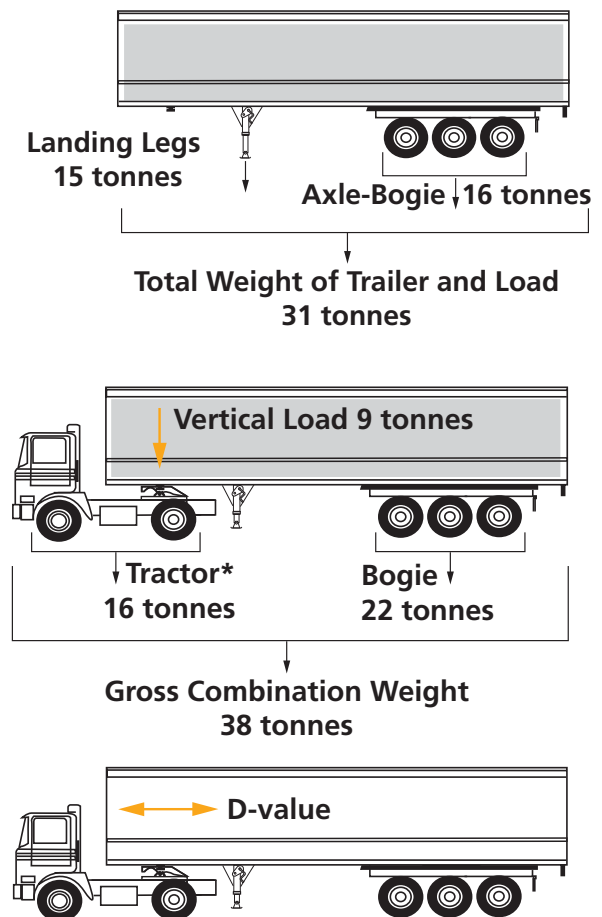 Landing Legs
15 tonnes
Axle-Bogie 16 tonnes
Total Weight of Trailer and Load
31 tonnes
Vertical Load 9 tonnes
Tractor*
16 tonnes
Bogie
22 tonnes
Gross Combination Weight
38 tonnes
D-value